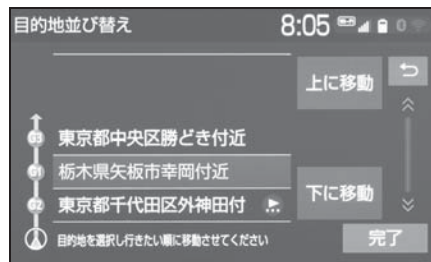 目的地並び替え
8:05
上に移動
G3 東京都中央区勝どき付近
G1 栃木県矢板市幸岡付近
G2 東京都千代田区外神田付
下に移動
目的地を選択し行きたい順に移動させてください
完了